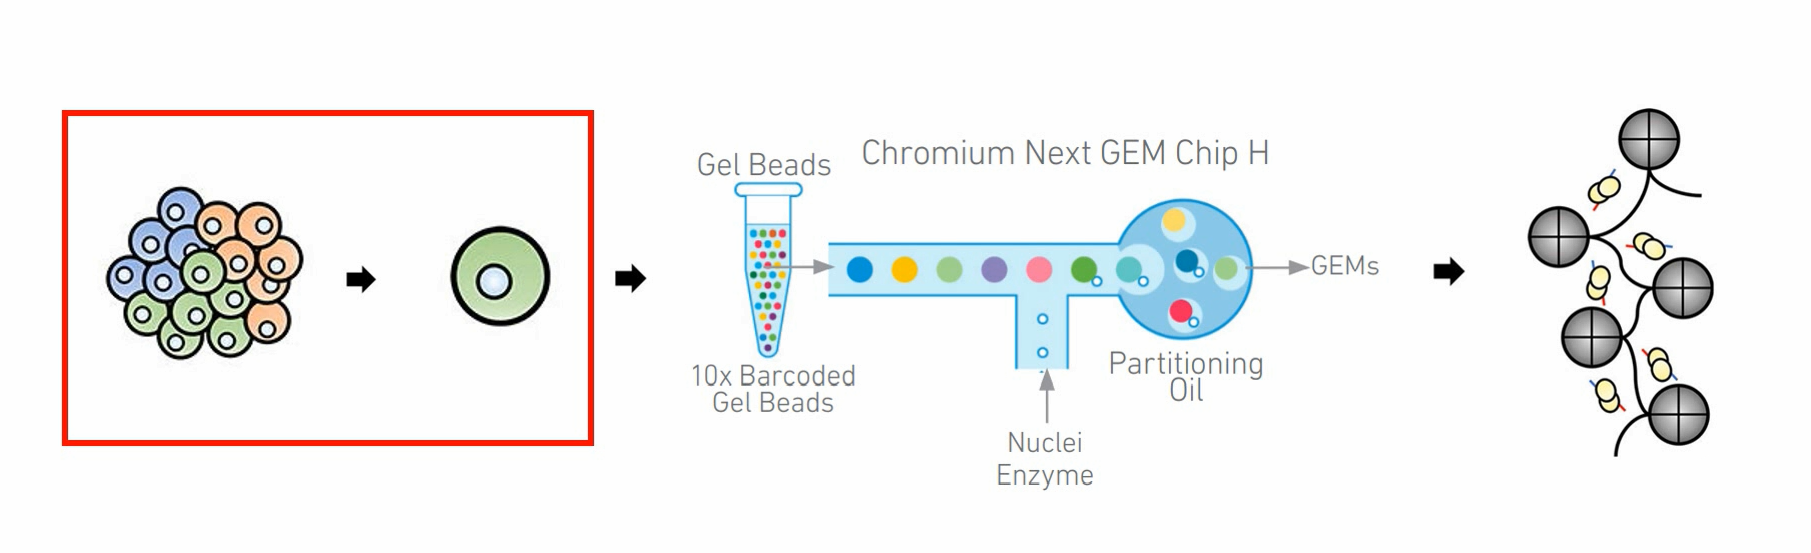 Gel Beads
Chromium Next GEM Chip H
GEMs
10x Barcoded
Gel Beads
Partitioning
Oil
Nuclei
Enzyme